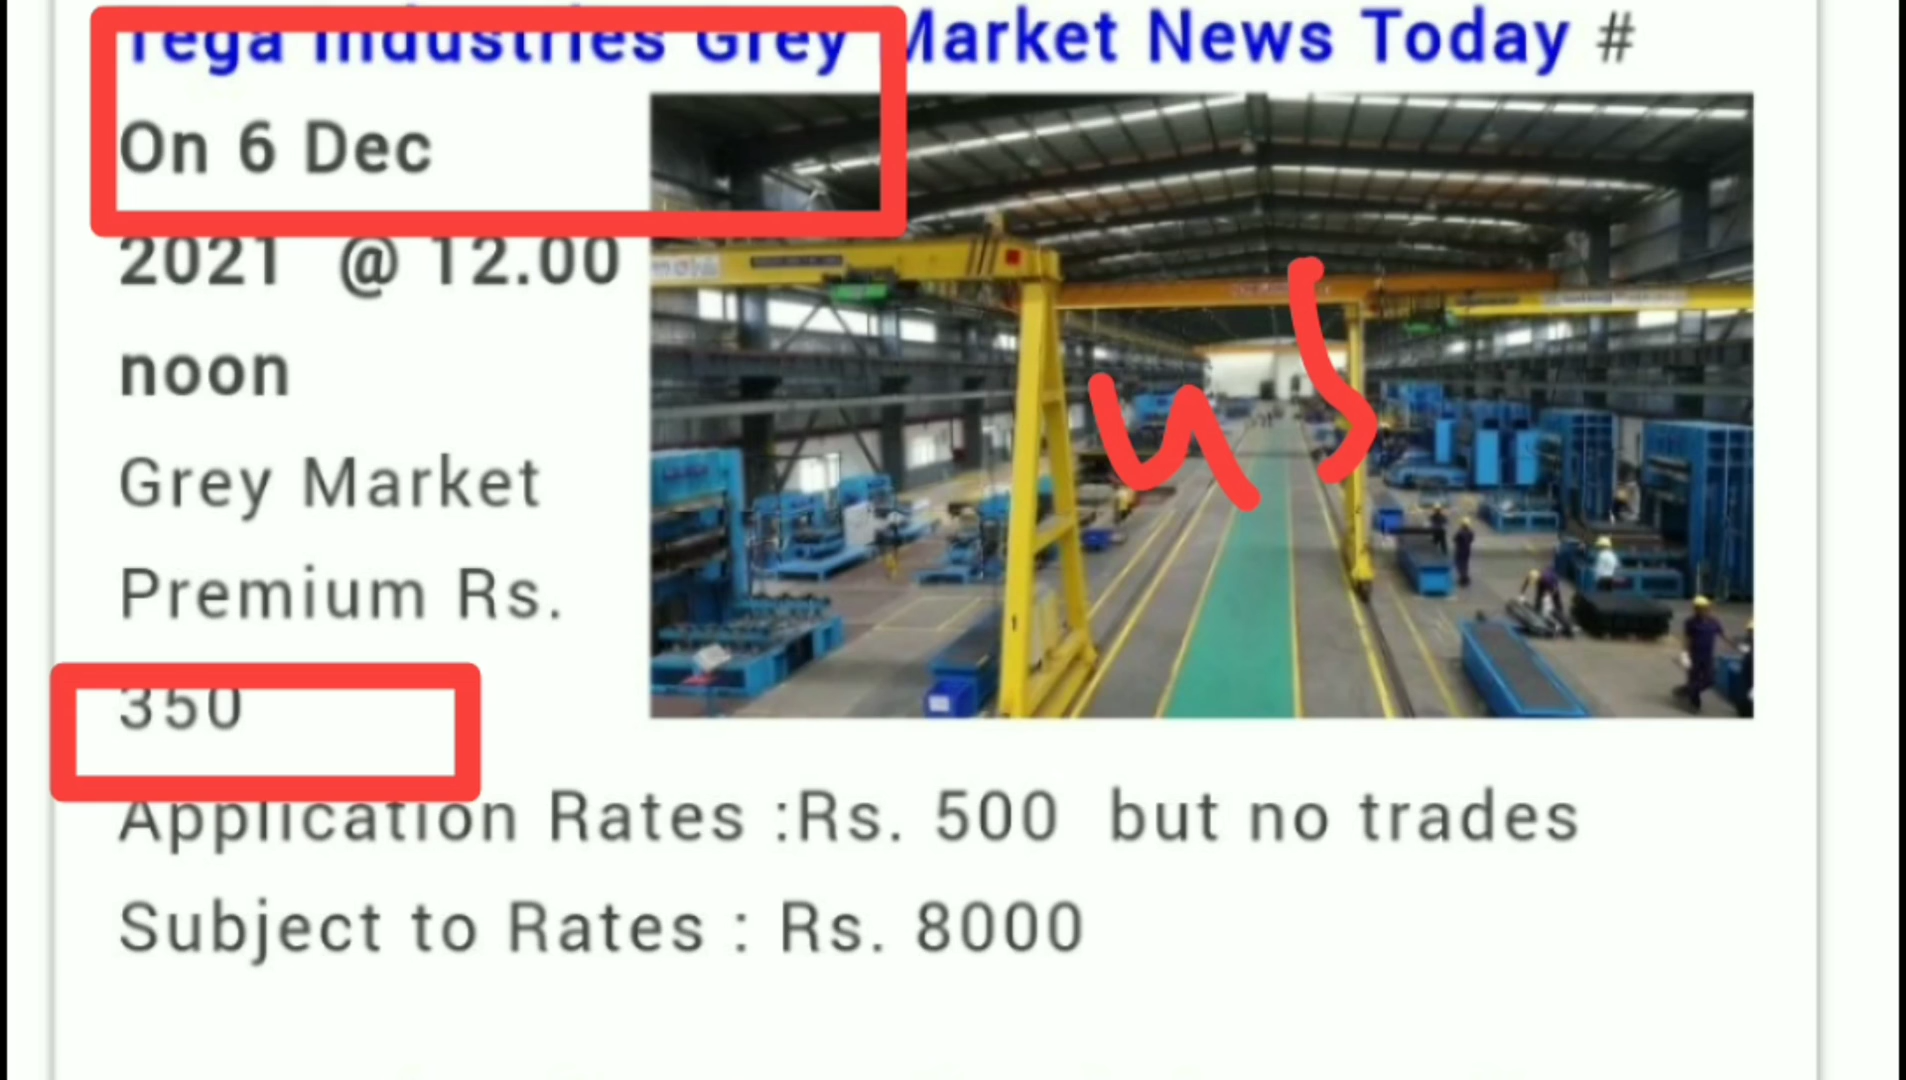 Tega Industries Grey Market News Today #
On 6 Dec
2021 @ 12.00
noon
Grey Market
Premium Rs.
350
Application Rates :Rs. 500 but no trades
Subject to Rates : Rs. 8000